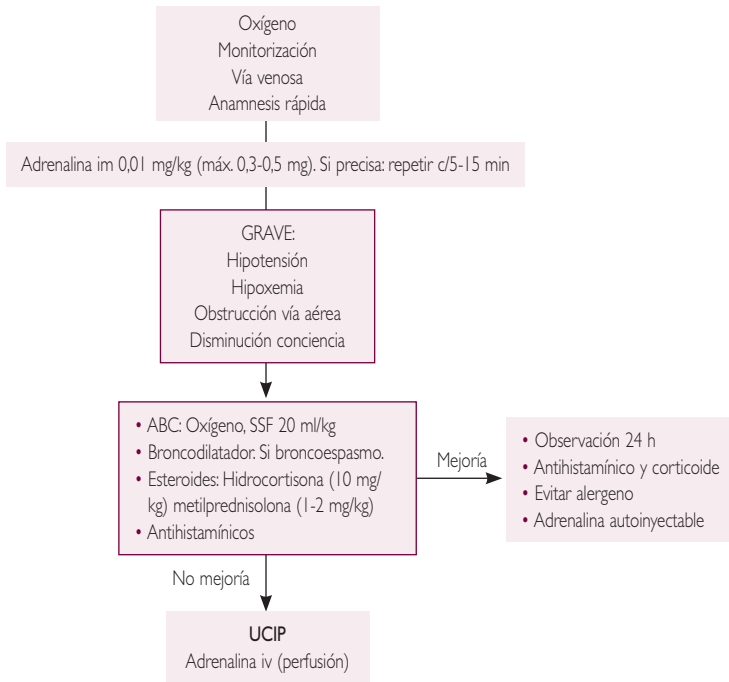 Oxígeno
Monitorización
Vía venosa
Anamnesis rápida
Adrenalina im 0,01 mg/kg (máx. 0,3-0,5 mg). Si precisa: repetir c/5-15 min
GRAVE:
Hipotensión
Hipoxemia
Obstrucción vía aérea
Disminución conciencia
• ABC: Oxígeno, SSF 20 ml/kg
• Broncodilatador. Si broncoespasmo.
• Esteroides: Hidrocortisona (10 mg/
kg) metilprednisolona (1-2 mg/kg)
• Antihistamínicos
Mejoría
• Observación 24 h
• Antihistamínico y corticoide
• Evitar alergeno
• Adrenalina autoinyectable
No mejoría
UCIP
Adrenalina iv (perfusión)